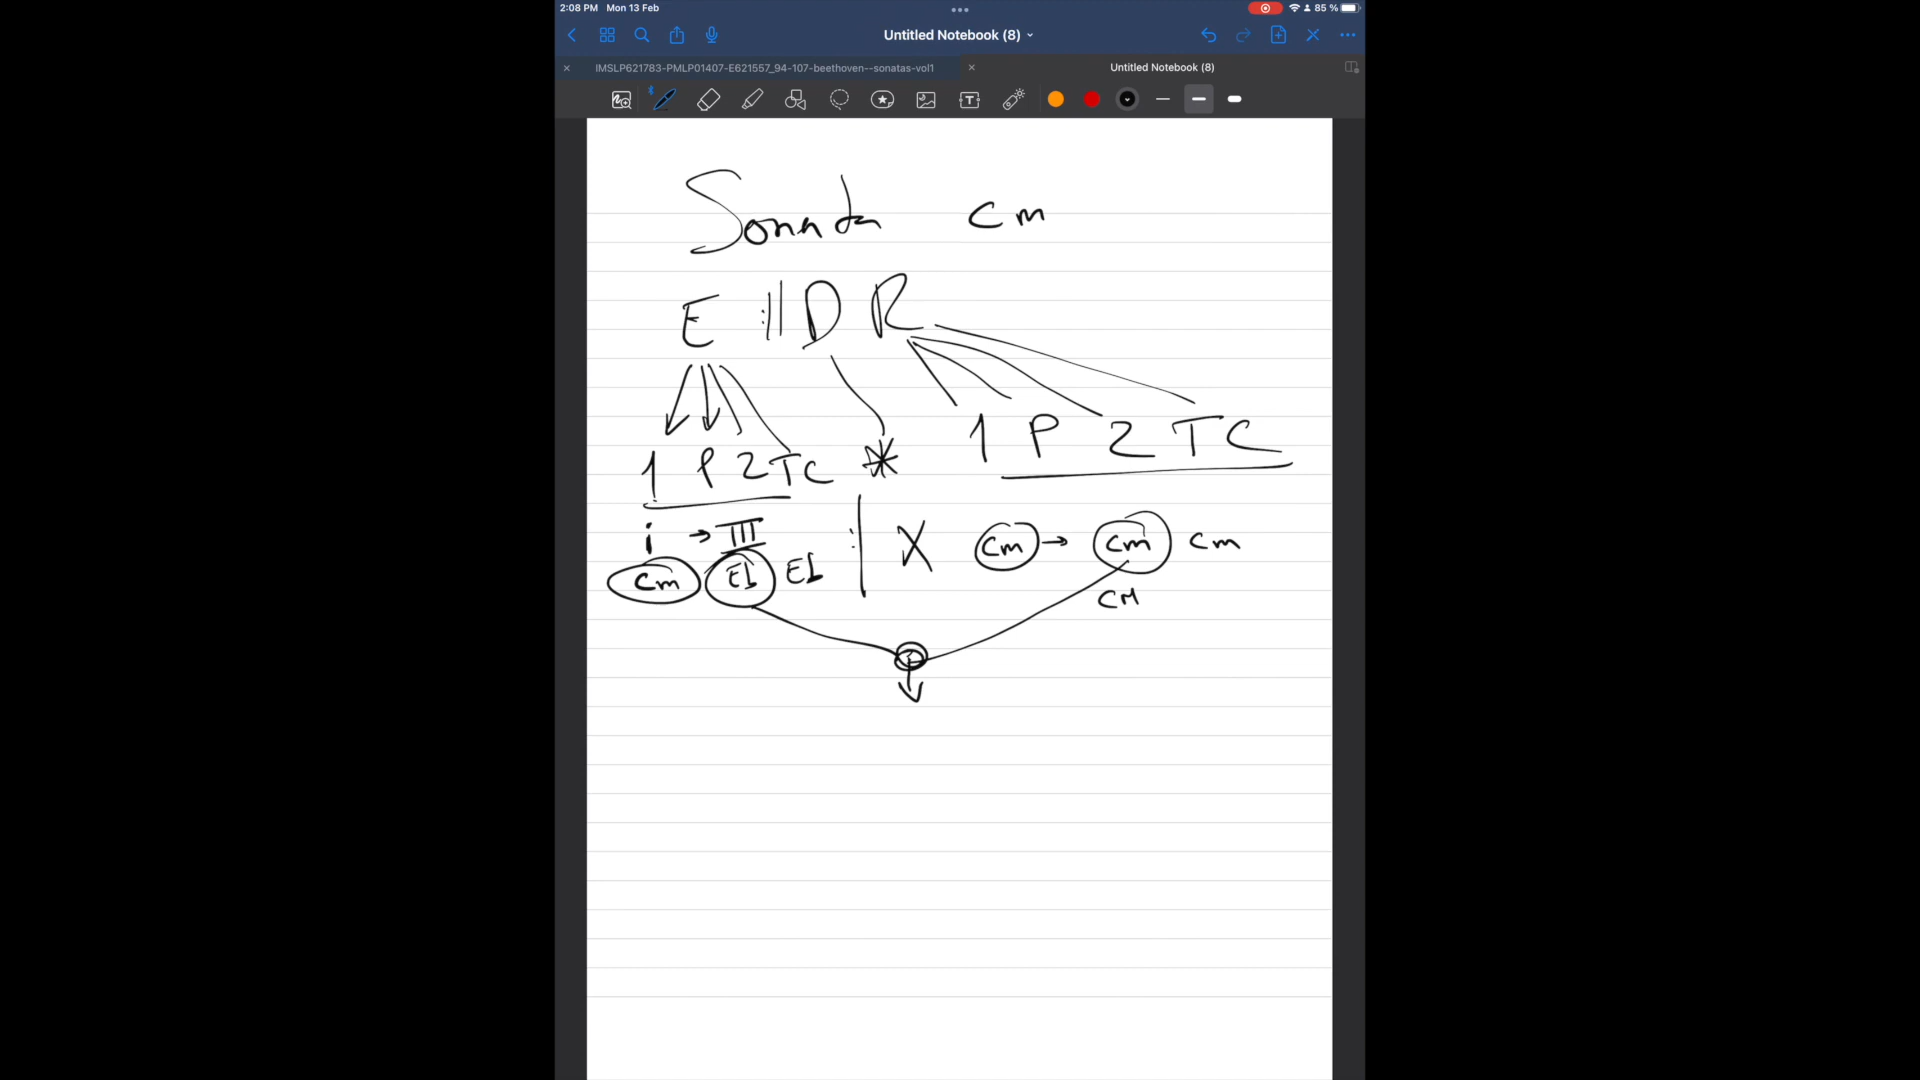 2:08 PM Mon 13 Feb 85 %
Untitled Notebook (8)
IMSLP621783-PMLP01407-E621557_94-107-beethoven--sonatas-vol1 Untitled Notebook (8)
Sonata cm
E :|| D R
1 P 2 T C
1 P 2 T C *
i → III :| X cm → cm cm
cm Eb Eb
CM